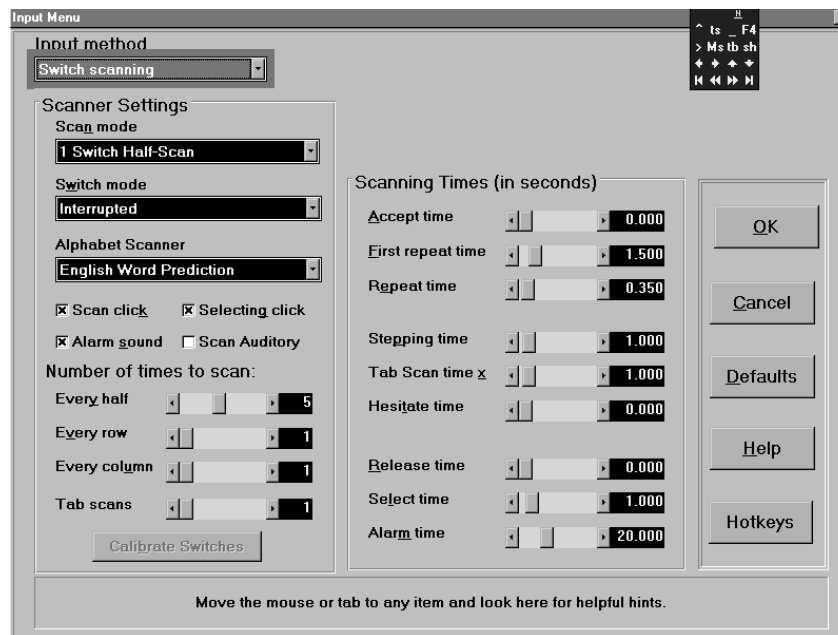 Input Menu
N
^ ts _ F4
> Ms tb sh
Input method
Switch scanning
Scanner Settings
Scan mode
1 Switch Half-Scan
Switch mode
Interrupted
Alphabet Scanner
English Word Prediction
Scan click
Selecting click
Alarm sound
Scan Auditory
Number of times to scan:
Every half 5
Every row 1
Every column 1
Tab scans 1
Calibrate Switches
Scanning Times (in seconds)
Accept time 0.000
First repeat time 1.500
Repeat time 0.350
Stepping time 1.000
Tab Scan time x 1.000
Hesitate time 0.000
Release time 0.000
Select time 1.000
Alarm time 20.000
OK
Cancel
Defaults
Help
Hotkeys
Move the mouse or tab to any item and look here for helpful hints.